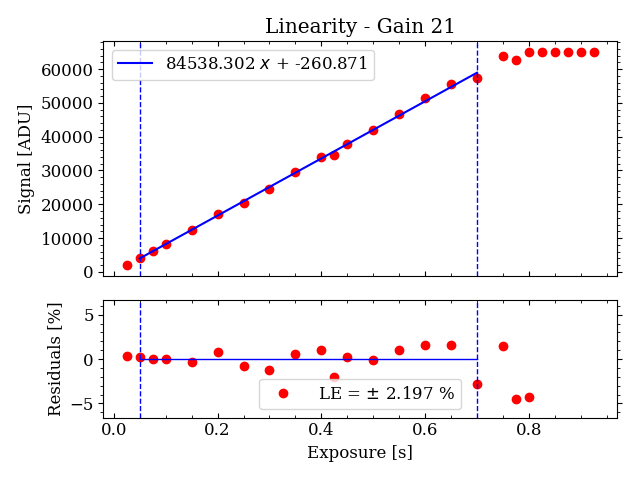 Linearity - Gain 21
84538.302 x + -260.871
Signal [ADU]
60000
50000
40000
30000
20000
10000
0
Residuals [%]
5
0
−5
LE = ± 2.197 %
0.0 0.2 0.4 0.6 0.8
Exposure [s]